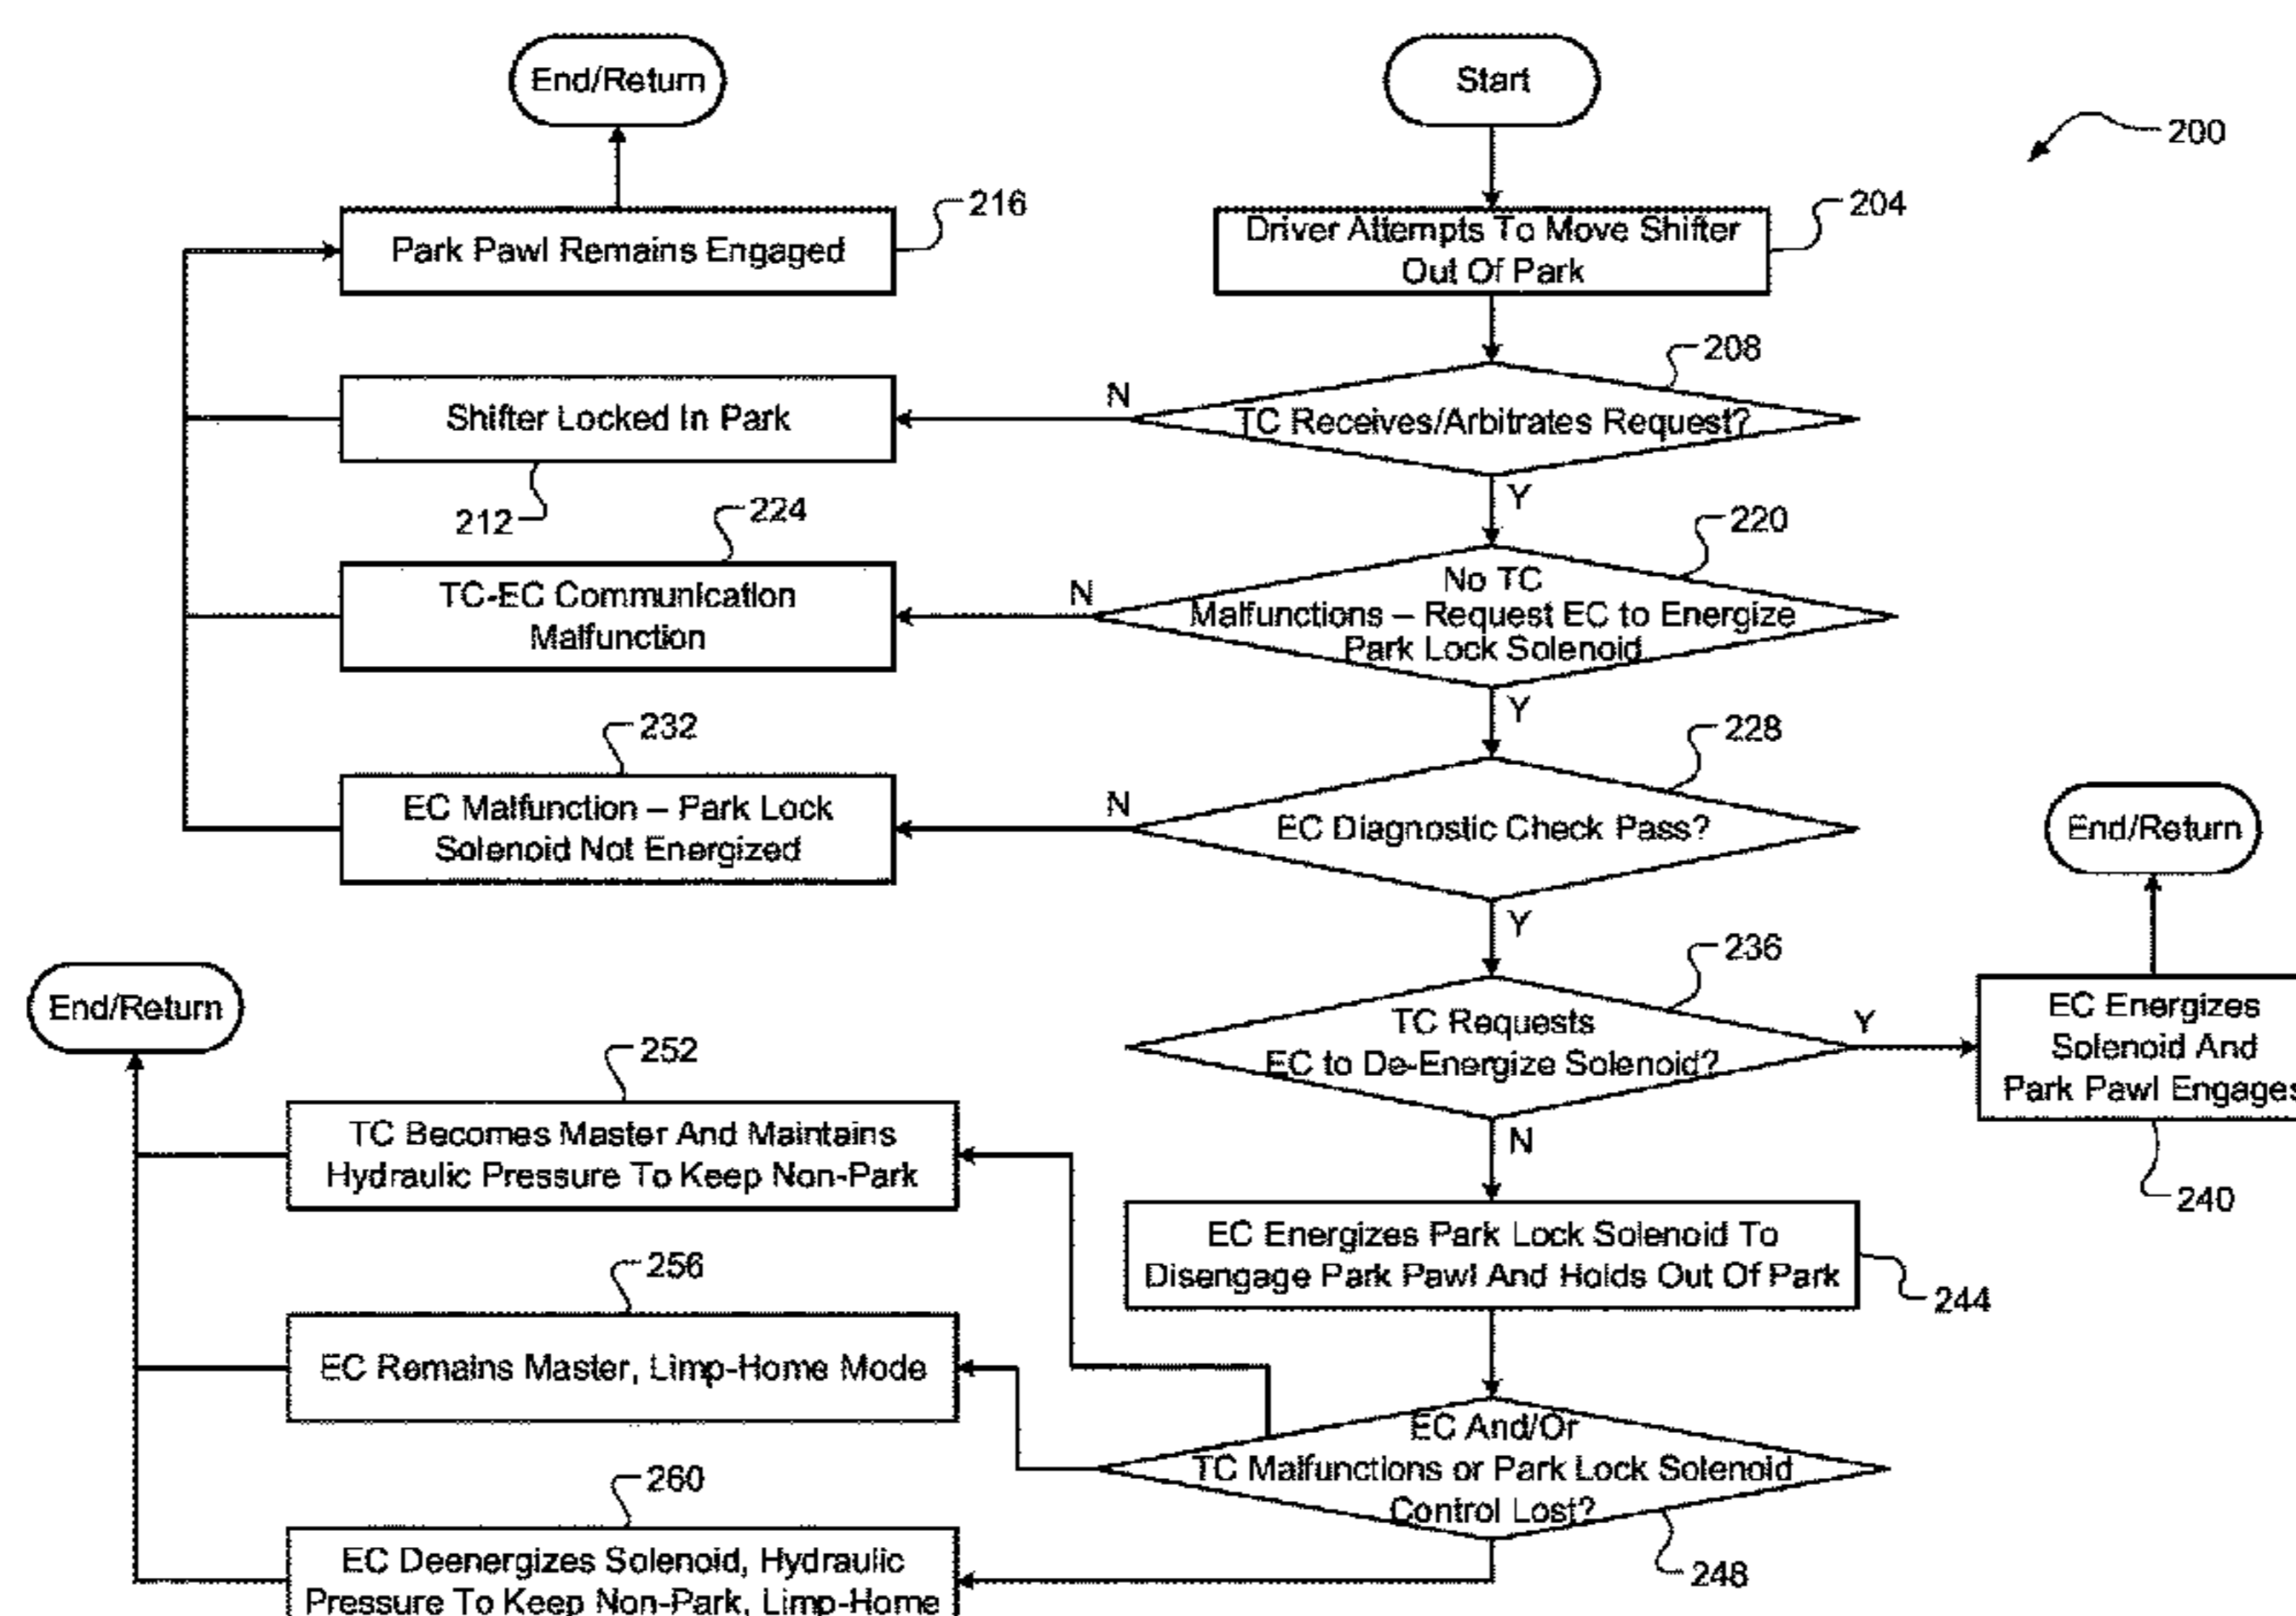 End/Return
Start
200
Park Pawl Remains Engaged
216
Driver Attempts To Move Shifter
Out Of Park
204
208
Shifter Locked In Park
N
TC Receives/Arbitrates Request?
212
224
Y
220
TC-EC Communication
Malfunction
N
No TC
Malfunctions – Request EC to Energize
Park Lock Solenoid
232
Y
228
EC Malfunction – Park Lock
Solenoid Not Energized
N
EC Diagnostic Check Pass?
End/Return
Y
236
End/Return
TC Requests
EC to De-Energize Solenoid?
Y
EC Energizes
Solenoid And
Park Pawl Engages
240
252
TC Becomes Master And Maintains
Hydraulic Pressure To Keep Non-Park
N
EC Energizes Park Lock Solenoid To
Disengage Park Pawl And Holds Out Of Park
244
256
EC Remains Master, Limp-Home Mode
EC And/Or
TC Malfunctions or Park Lock Solenoid
Control Lost?
248
260
EC Deenergizes Solenoid, Hydraulic
Pressure To Keep Non-Park, Limp-Home